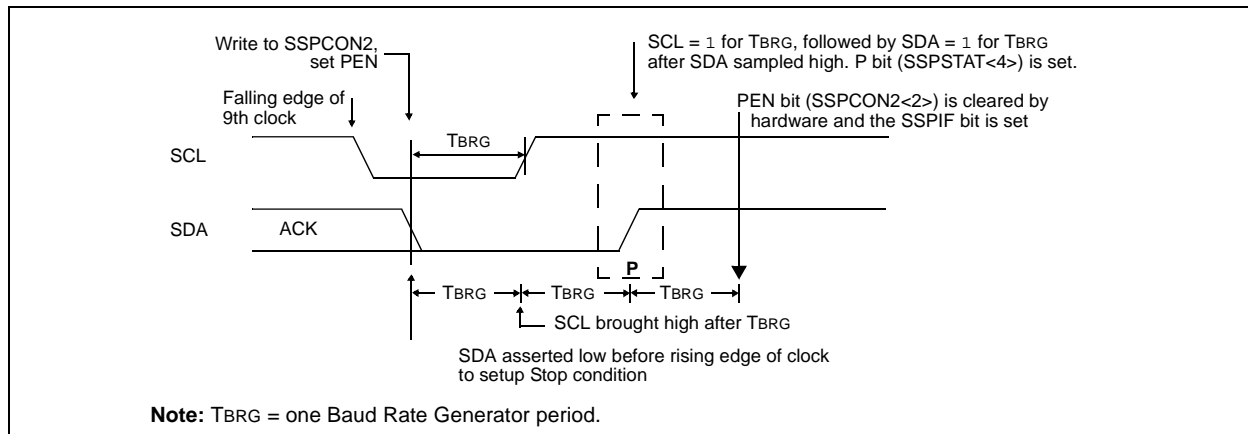 Write to SSPCON2,
set PEN
SCL = 1 for TBRG, followed by SDA = 1 for TBRG
after SDA sampled high. P bit (SSPSTAT<4>) is set.
Falling edge of
9th clock
PEN bit (SSPCON2<2>) is cleared by
hardware and the SSPIF bit is set
SCL
TBRG
SDA
ACK
P
TBRG
TBRG
TBRG
SCL brought high after TBRG
SDA asserted low before rising edge of clock
to setup Stop condition
Note: TBRG = one Baud Rate Generator period.